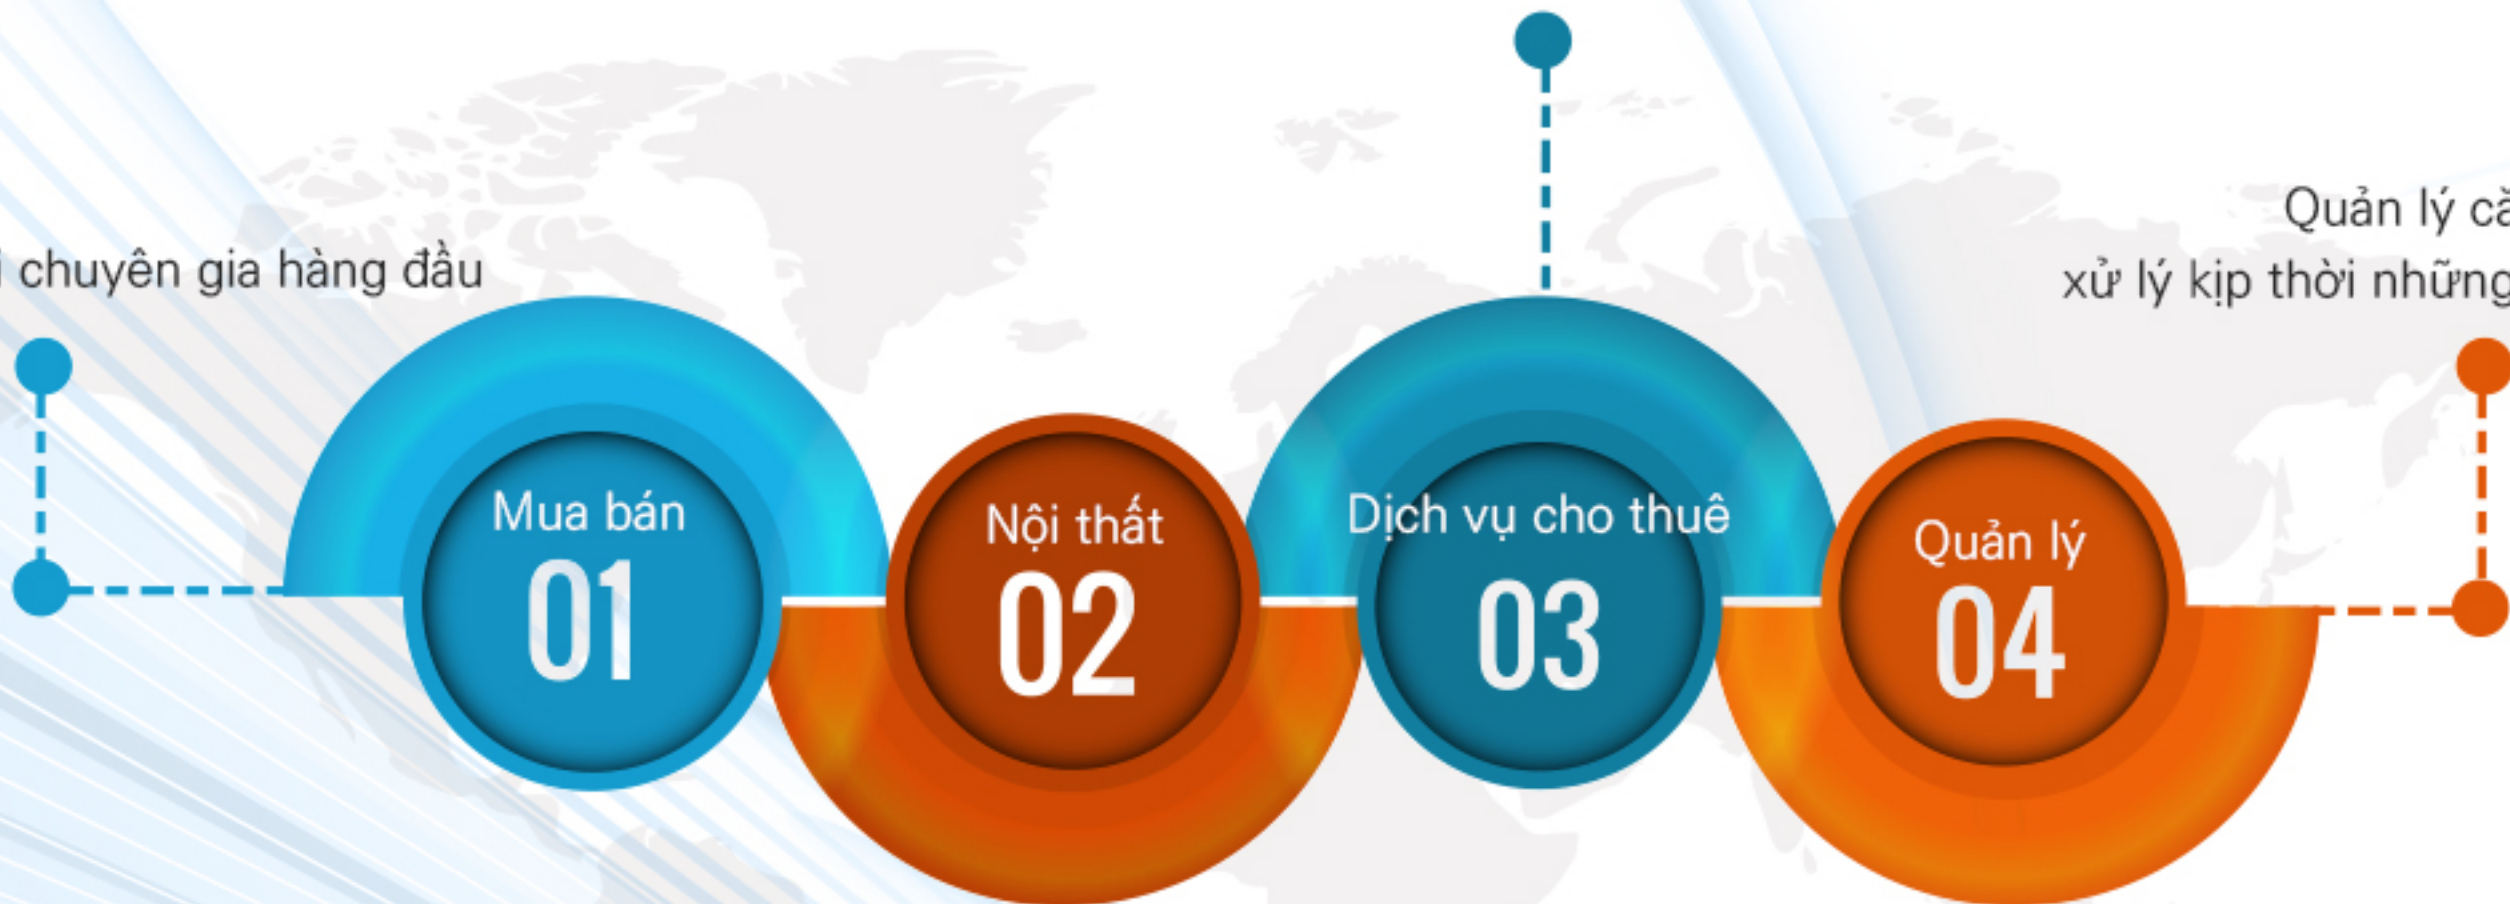 chuyên gia hàng đầu
Quản lý
xử lý kịp thời những
Mua bán
01
Nội thất
02
Dịch vụ cho thuê
03
Quản lý
04